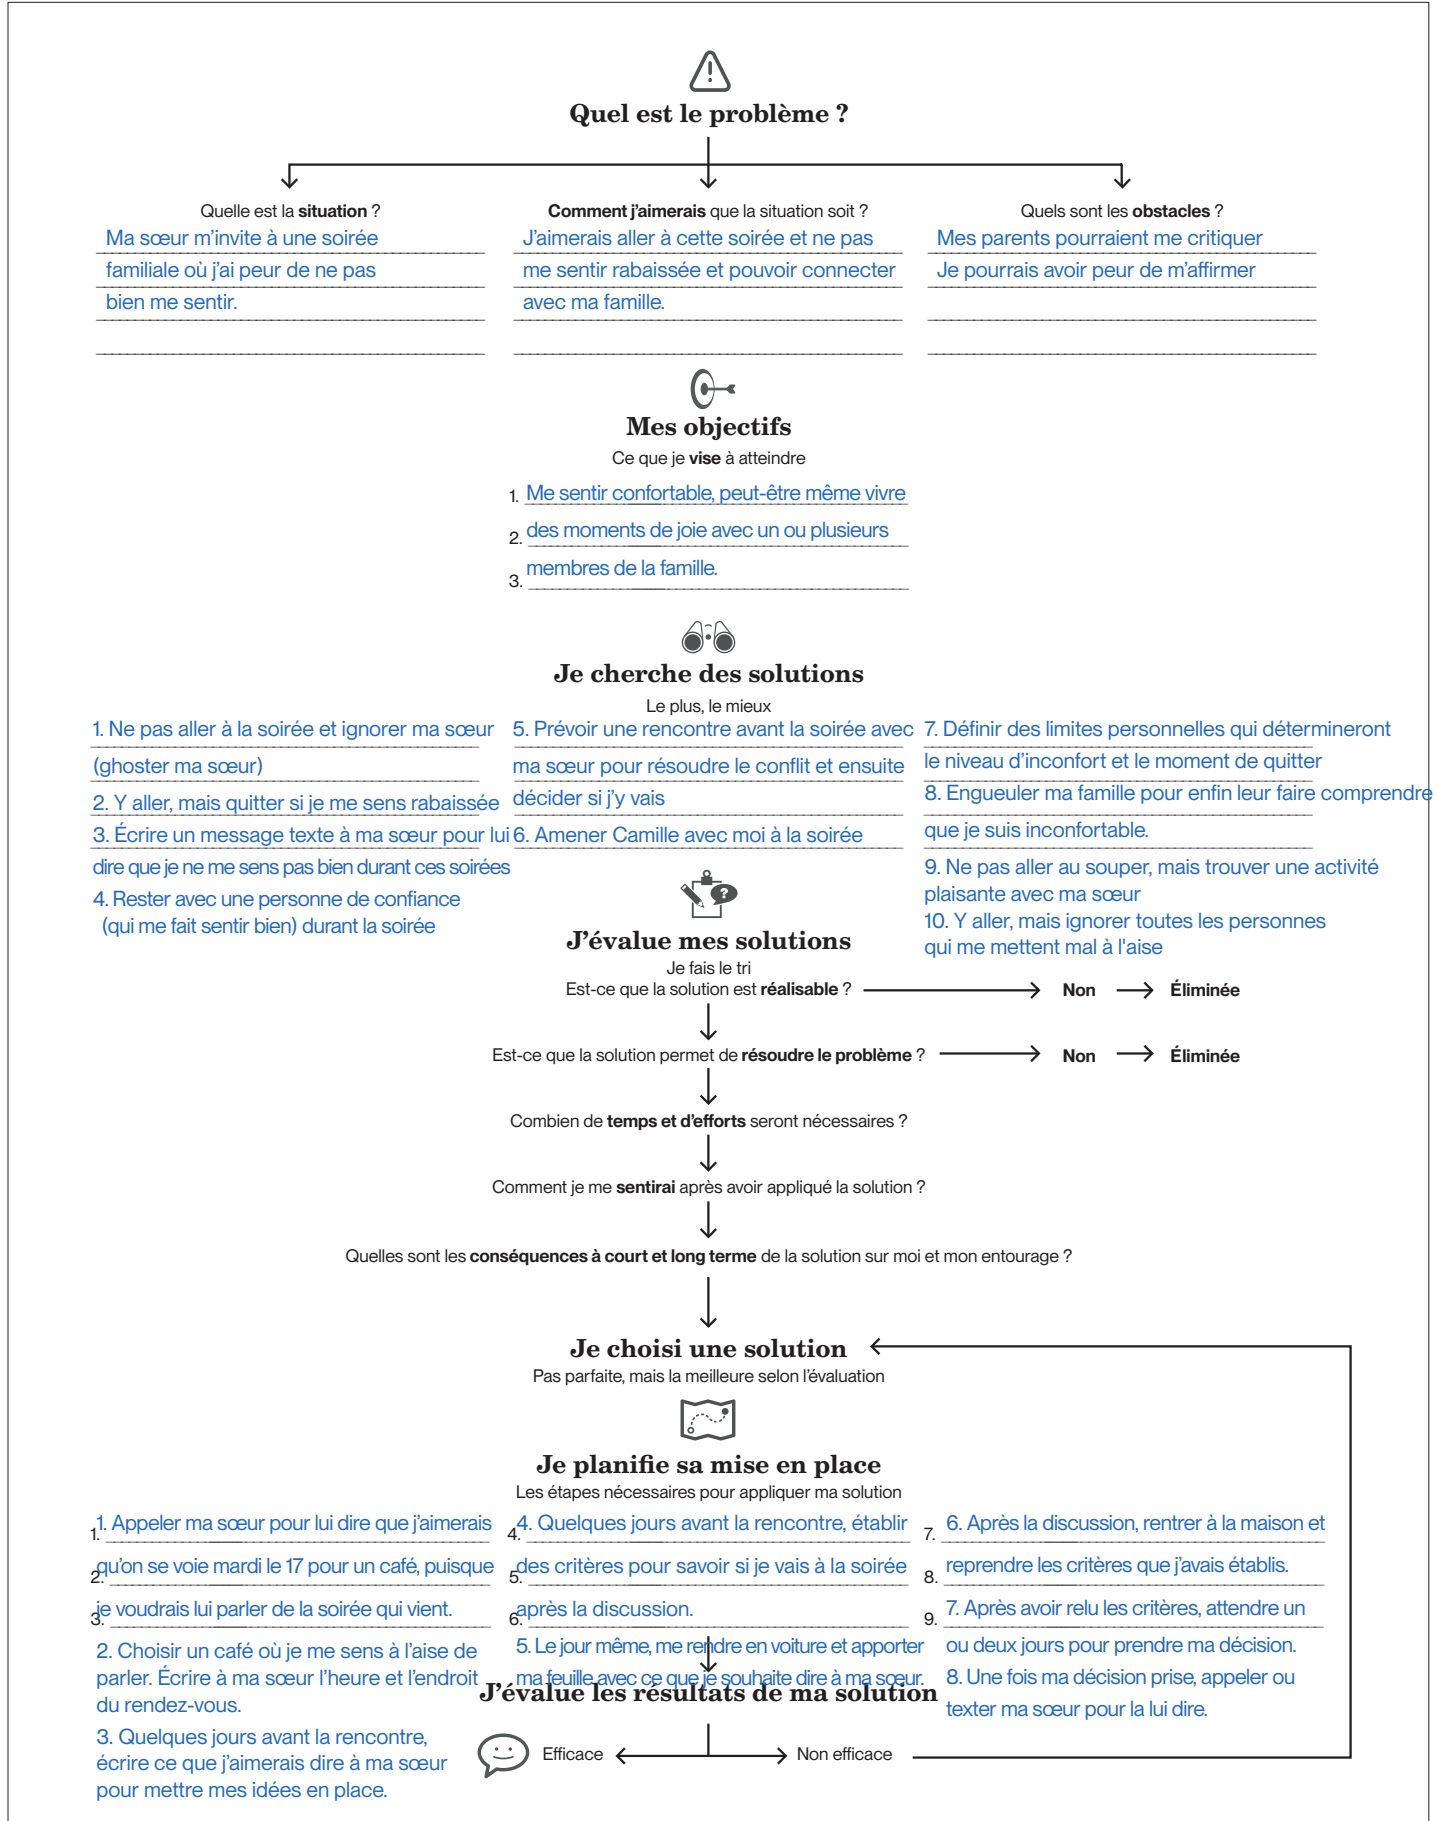 Quel est le problème ?
Quelle est la situation ?
Ma sœur m'invite à une soirée
familiale où j'ai peur de ne pas
bien me sentir.
Comment j'aimerais que la situation soit ?
J'aimerais aller à cette soirée et ne pas
me sentir rabaissée et pouvoir connecter
avec ma famille.
Quels sont les obstacles ?
Mes parents pourraient me critiquer
Je pourrais avoir peur de m'affirmer
Mes objectifs
Ce que je vise à atteindre
1. Me sentir confortable, peut-être même vivre
2. des moments de joie avec un ou plusieurs
3. membres de la famille.
Je cherche des solutions
Le plus, le mieux
1. Ne pas aller à la soirée et ignorer ma sœur
(ghoster ma sœur)
2. Y aller, mais quitter si je me sens rabaissée
3. Écrire un message texte à ma sœur pour lui
dire que je ne me sens pas bien durant ces soirées
4. Rester avec une personne de confiance
(qui me fait sentir bien) durant la soirée
5. Prévoir une rencontre avant la soirée avec
ma sœur pour résoudre le conflit et ensuite
décider si j'y vais
6. Amener Camille avec moi à la soirée
7. Définir des limites personnelles qui détermineront
le niveau d'inconfort et le moment de quitter
8. Engueuler ma famille pour enfin leur faire comprendre
que je suis inconfortable.
9. Ne pas aller au souper, mais trouver une activité
plaisante avec ma sœur
10. Y aller, mais ignorer toutes les personnes
qui me mettent mal à l'aise
J'évalue mes solutions
Je fais le tri
Est-ce que la solution est réalisable ? Non Éliminée
Est-ce que la solution permet de résoudre le problème ? Non Éliminée
Combien de temps et d'efforts seront nécessaires ?
Comment je me sentirai après avoir appliqué la solution ?
Quelles sont les conséquences à court et long terme de la solution sur moi et mon entourage ?
Je choisi une solution
Pas parfaite, mais la meilleure selon l'évaluation
Je planifie sa mise en place
Les étapes nécessaires pour appliquer ma solution
1. 1. Appeler ma sœur pour lui dire que j'aimerais
2. qu'on se voie mardi le 17 pour un café, puisque
3. je voudrais lui parler de la soirée qui vient.
2. Choisir un café où je me sens à l'aise de
parler. Écrire à ma sœur l'heure et l'endroit
du rendez-vous.
3. Quelques jours avant la rencontre,
écrire ce que j'aimerais dire à ma sœur
pour mettre mes idées en place.
4. 4. Quelques jours avant la rencontre, établir
5. des critères pour savoir si je vais à la soirée
6. après la discussion.
5. Le jour même, me rendre en voiture et apporter
ma feuille avec ce que je souhaite dire à ma sœur.
7. 6. Après la discussion, rentrer à la maison et
8. reprendre les critères que j'avais établis.
9. 7. Après avoir relu les critères, attendre un
ou deux jours pour prendre ma décision.
8. Une fois ma décision prise, appeler ou
texter ma sœur pour la lui dire.
J'évalue les résultats de ma solution
Efficace Non efficace